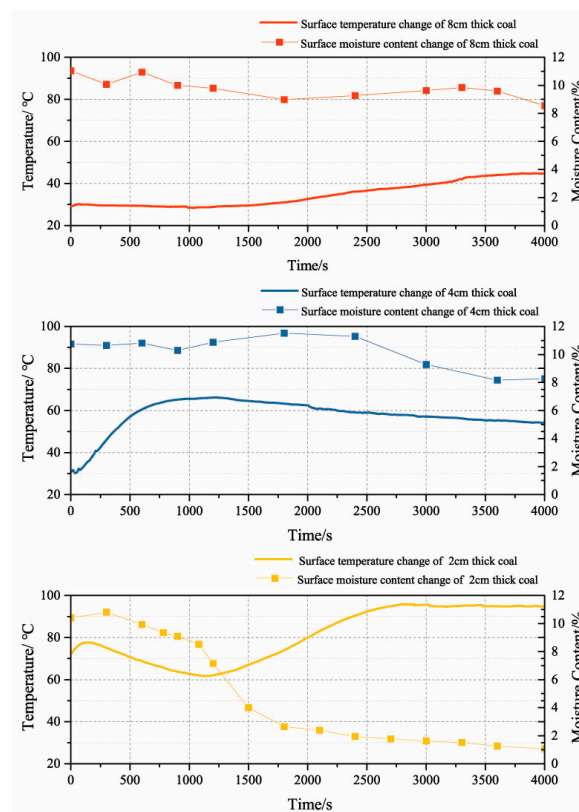 Surface temperature change of 8cm thick coal
Surface moisture content change of 8cm thick coal
Temperature/ ℃
100
80
60
40
20
12
10
8
6
4
2
0
Moisture Content/%
0 500 1000 1500 2000 2500 3000 3500 4000
Time/s
Surface temperature change of 4cm thick coal
Surface moisture content change of 4cm thick coal
Temperature/ ℃
100
80
60
40
20
12
10
8
6
4
2
0
Moisture Content/%
0 500 1000 1500 2000 2500 3000 3500 4000
Time/s
Surface temperature change of 2cm thick coal
Surface moisture content change of 2cm thick coal
Temperature/ ℃
100
80
60
40
20
12
10
8
6
4
2
0
Moisture Content/%
0 500 1000 1500 2000 2500 3000 3500 4000
Time/s